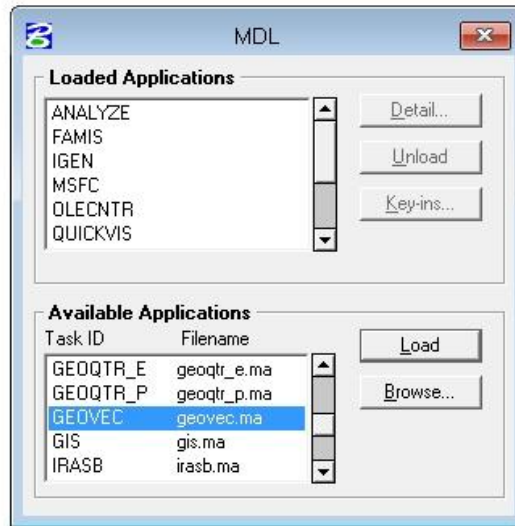 MDL
Loaded Applications
ANALYZE
FAMIS
IGEN
MSFC
OLECNTR
QUICKVIS
Detail...
Unload
Key-ins...
Available Applications
Task ID Filename
GEOQTR_E geoqtr_e.ma
GEOQTR_P geoqtr_p.ma
GEOVEC geovec.ma
GIS gis.ma
IRASB irasb.ma
Load
Browse...